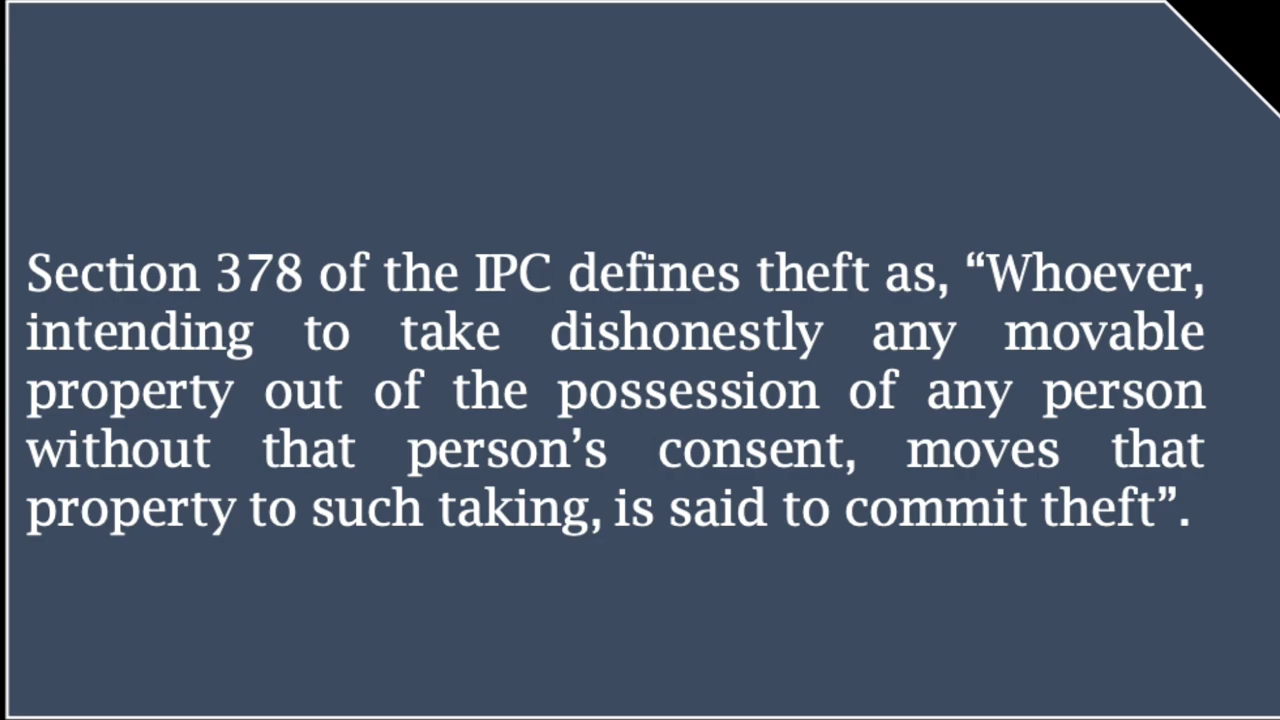 Section 378 of the IPC defines theft as, “Whoever,
intending to take dishonestly any movable
property out of the possession of any person
without that person’s consent, moves that
property to such taking, is said to commit theft”.